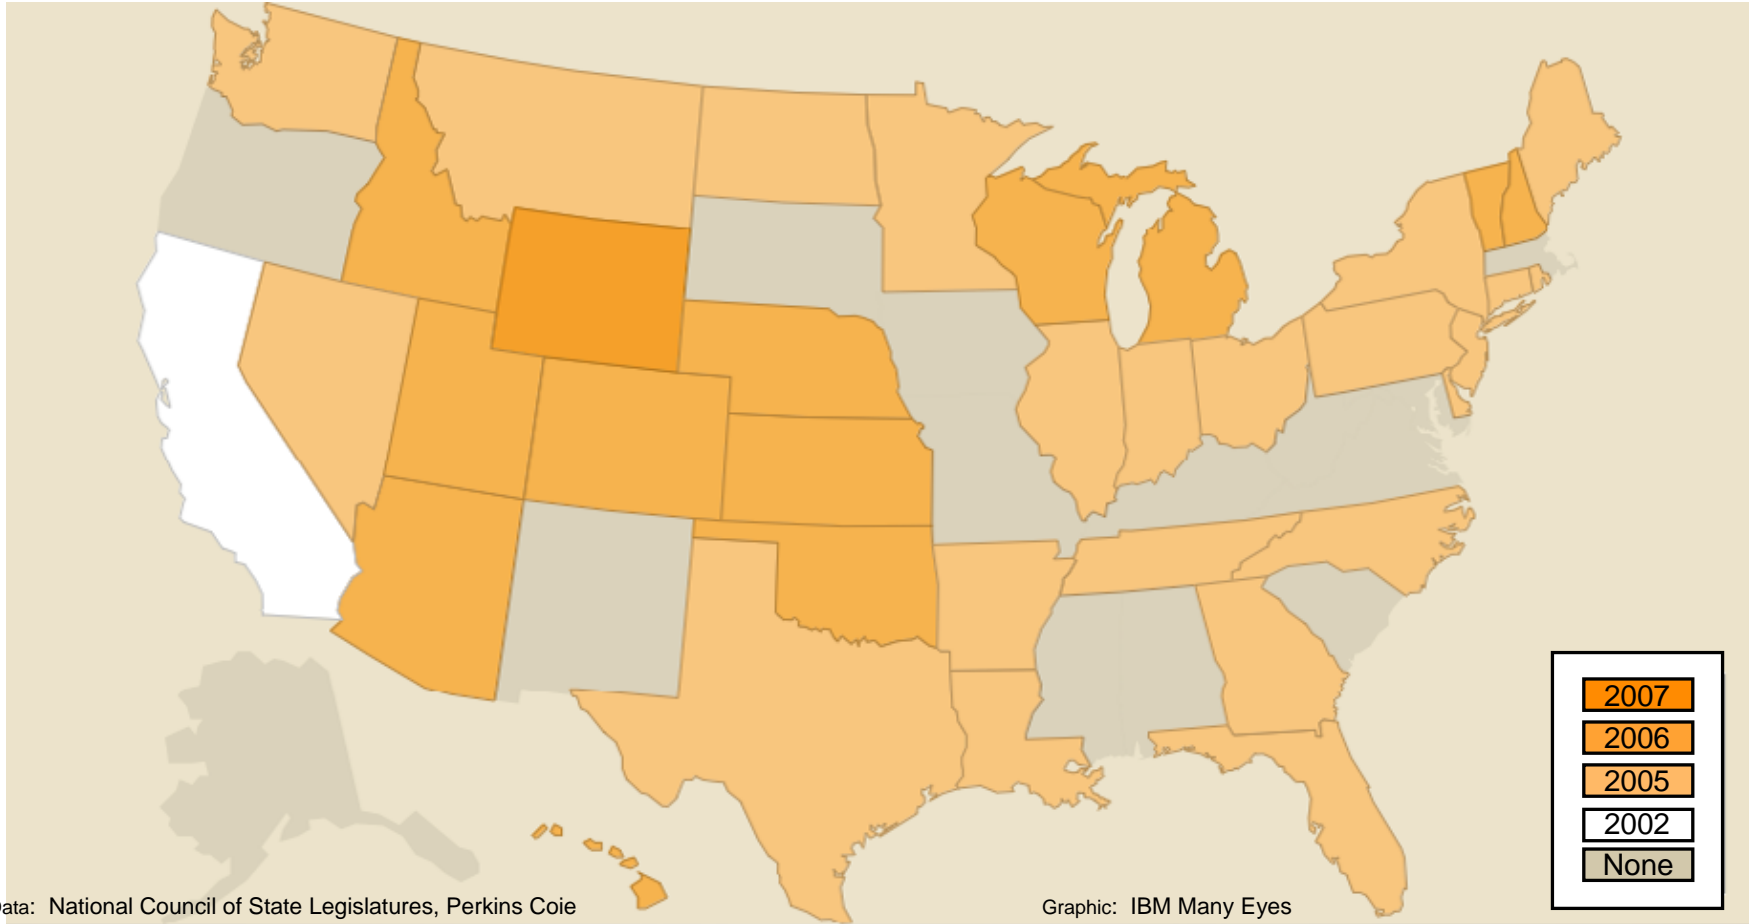 2007
2006
2005
2002
None
ata: National Council of State Legislatures, Perkins Coie
Graphic: IBM Many Eyes